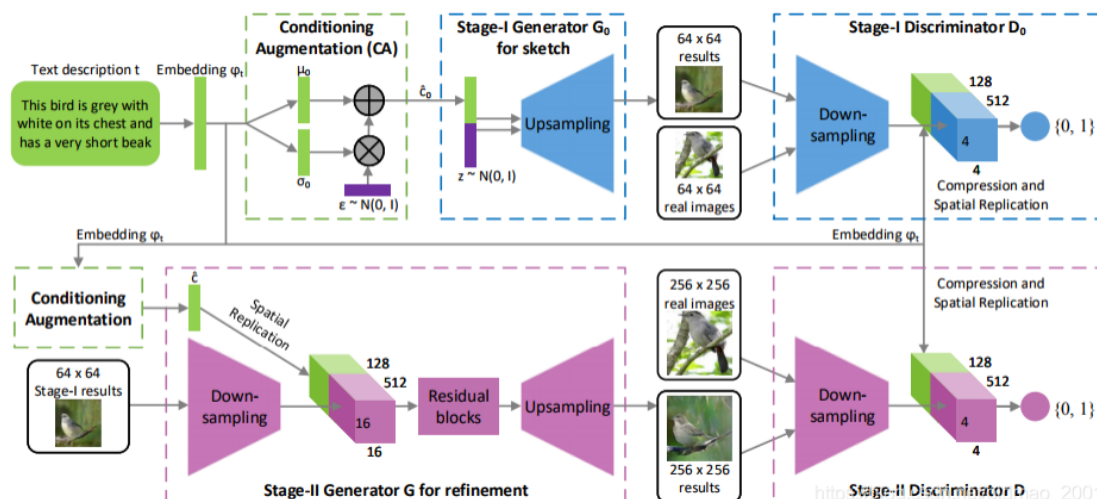 Conditioning
Augmentation (CA)
Stage-I Generator G₀
for sketch
Stage-I Discriminator D₀
Text description t
Embedding φₜ
This bird is grey with
white on its chest and
has a very short beak
μ₀
σ₀
ε ~ N(0, I)
ĉ₀
z ~ N(0, I)
Upsampling
64 x 64
results
64 x 64
real images
Down-
sampling
128
512
4
4
{0, 1}
Compression and
Spatial Replication
Embedding φₜ
Embedding φₜ
Conditioning
Augmentation
64 x 64
Stage-I results
ĉ
Spatial
Replication
Down-
sampling
128
512
16
16
Residual
blocks
Upsampling
Stage-II Generator G for refinement
256 x 256
real images
256 x 256
results
Compression and
Spatial Replication
Down-
sampling
128
512
4
4
{0, 1}
Stage-II Discriminator D